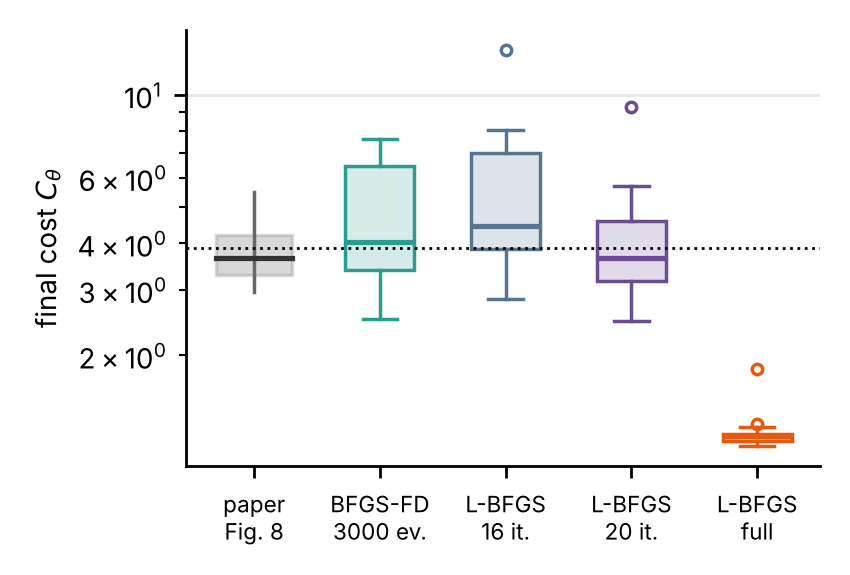 final cost C_θ
10¹
6 × 10⁰
4 × 10⁰
3 × 10⁰
2 × 10⁰
paper
Fig. 8
BFGS-FD
3000 ev.
L-BFGS
16 it.
L-BFGS
20 it.
L-BFGS
full